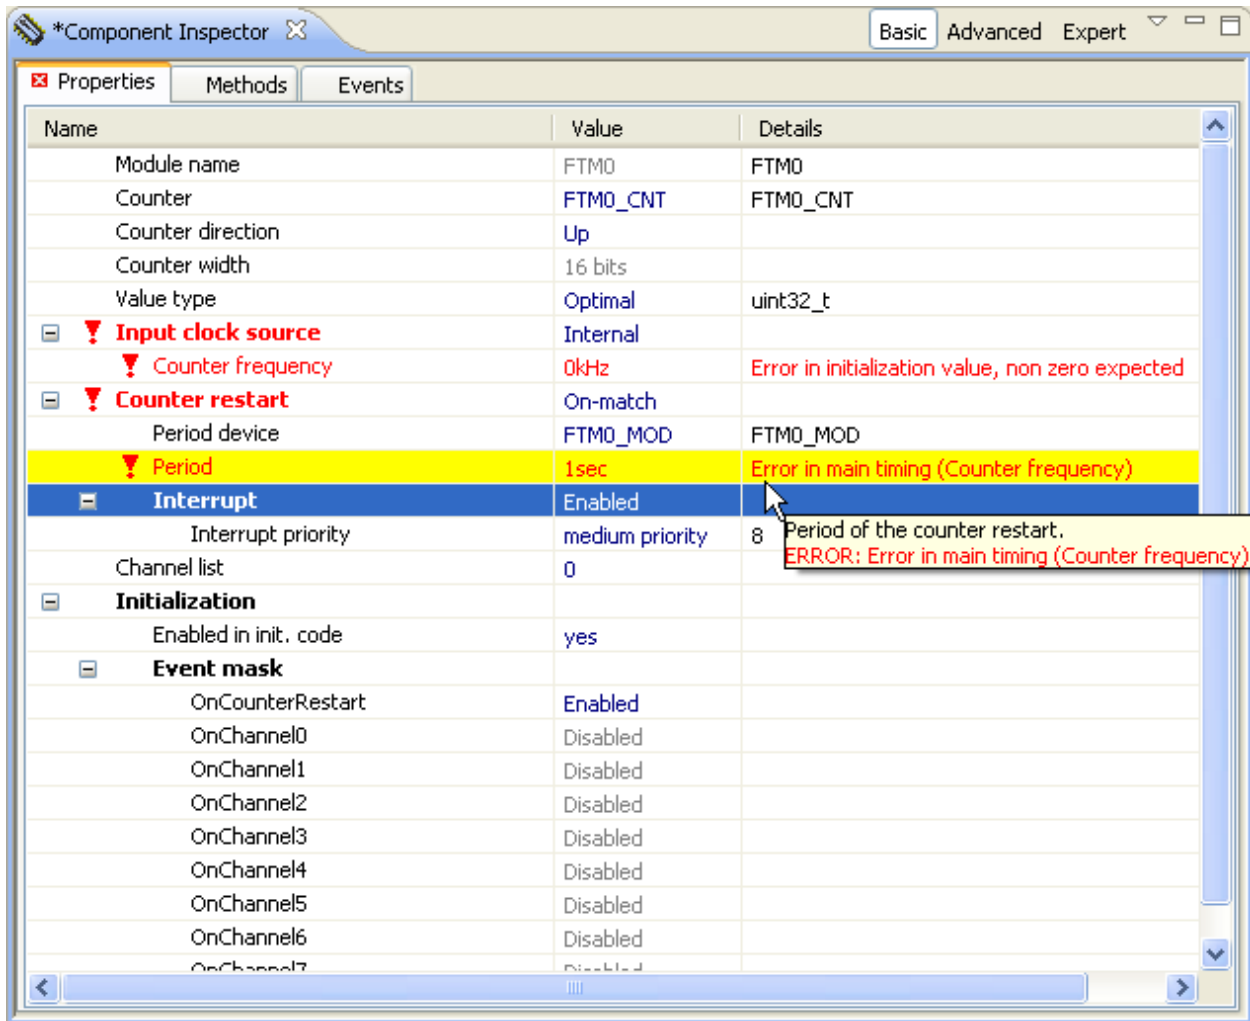 *Component Inspector Basic Advanced Expert
Properties Methods Events
Name Value Details
Module name FTM0 FTM0
Counter FTM0_CNT FTM0_CNT
Counter direction Up
Counter width 16 bits
Value type Optimal uint32_t
Input clock source Internal
Counter frequency 0kHz Error in initialization value, non zero expected
Counter restart On-match
Period device FTM0_MOD FTM0_MOD
Period 1sec Error in main timing (Counter frequency)
Interrupt Enabled
Interrupt priority medium priority 8
Period of the counter restart.
ERROR: Error in main timing (Counter frequency)
Channel list 0
Initialization
Enabled in init. code yes
Event mask
OnCounterRestart Enabled
OnChannel0 Disabled
OnChannel1 Disabled
OnChannel2 Disabled
OnChannel3 Disabled
OnChannel4 Disabled
OnChannel5 Disabled
OnChannel6 Disabled
OnChannel7 Disabled